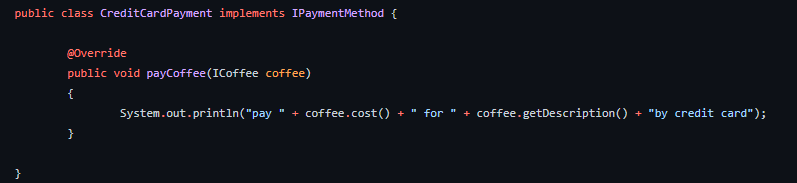 public class CreditCardPayment implements IPaymentMethod {
@Override
public void payCoffee(ICoffee coffee)
{
System.out.println("pay " + coffee.cost() + " for " + coffee.getDescription() + "by credit card");
}
}